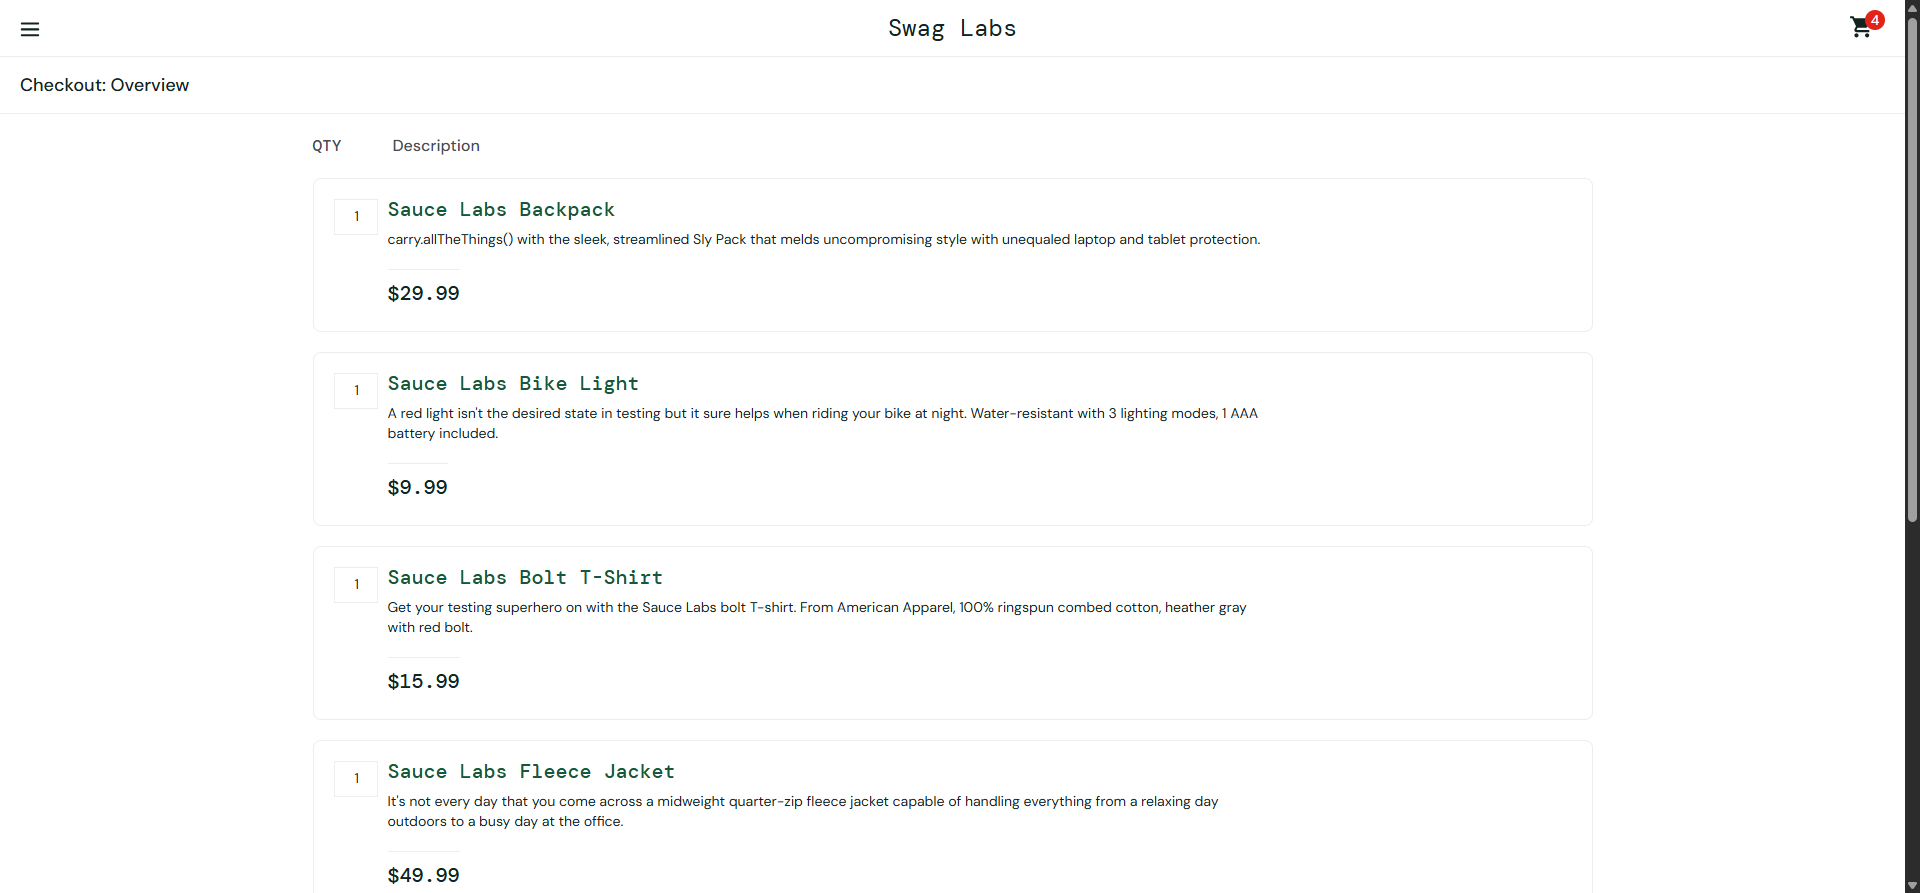 Swag Labs
4
Checkout: Overview
QTY Description
1
Sauce Labs Backpack
carry.allTheThings() with the sleek, streamlined Sly Pack that melds uncompromising style with unequaled laptop and tablet protection.
$29.99
1
Sauce Labs Bike Light
A red light isn't the desired state in testing but it sure helps when riding your bike at night. Water-resistant with 3 lighting modes, 1 AAA
battery included.
$9.99
1
Sauce Labs Bolt T-Shirt
Get your testing superhero on with the Sauce Labs bolt T-shirt. From American Apparel, 100% ringspun combed cotton, heather gray
with red bolt.
$15.99
1
Sauce Labs Fleece Jacket
It's not every day that you come across a midweight quarter-zip fleece jacket capable of handling everything from a relaxing day
outdoors to a busy day at the office.
$49.99